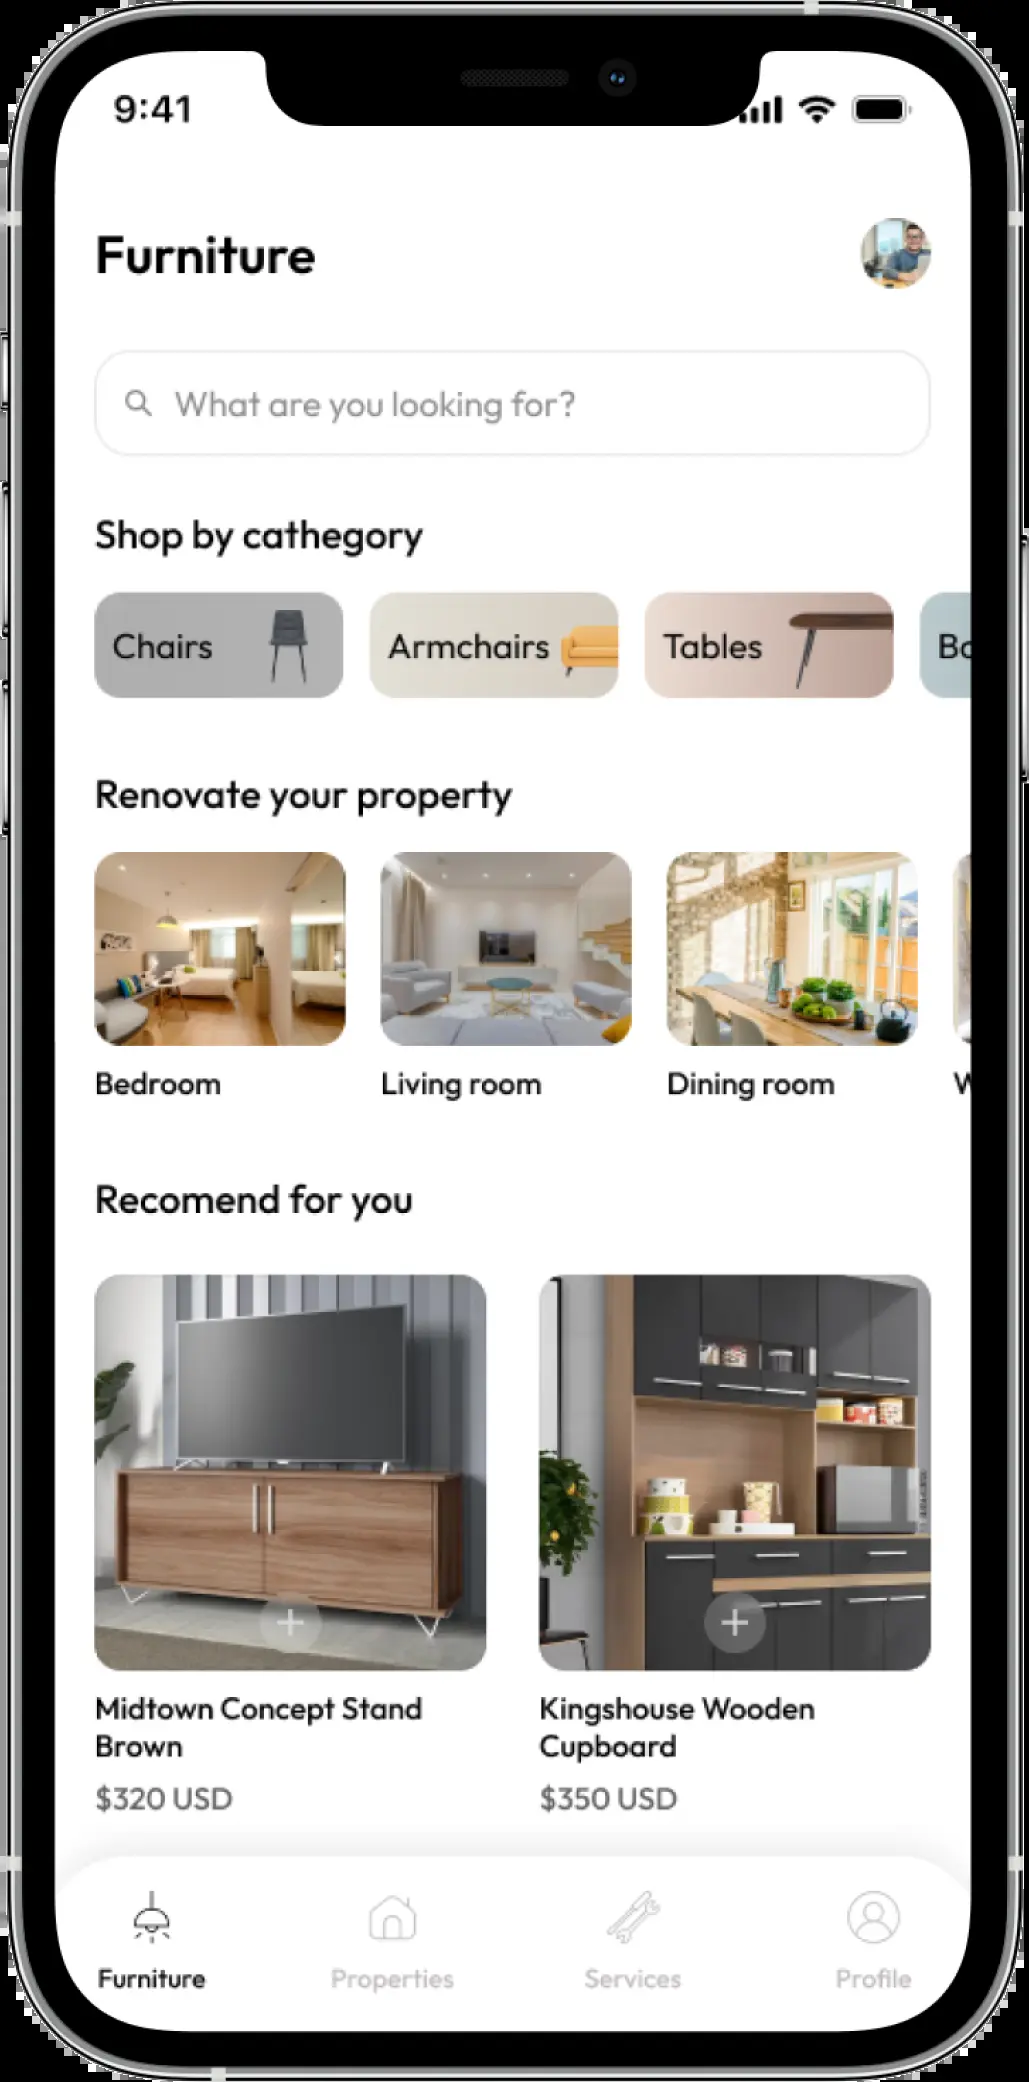 9:41
Furniture
What are you looking for?
Shop by cathegory
Chairs
Armchairs
Tables
Renovate your property
Bedroom
Living room
Dining room
Recomend for you
Midtown Concept Stand
Brown
$320 USD
Kingshouse Wooden
Cupboard
$350 USD
Furniture
Properties
Services
Profile